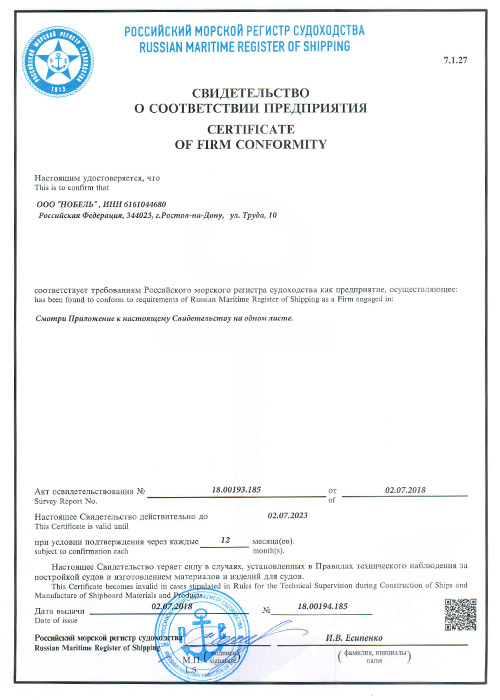 РОССИЙСКИЙ МОРСКОЙ РЕГИСТР СУДОХОДСТВА
RUSSIAN MARITIME REGISTER OF SHIPPING
1913
7.1.27
СВИДЕТЕЛЬСТВО
О СООТВЕТСТВИИ ПРЕДПРИЯТИЯ
CERTIFICATE
OF FIRM CONFORMITY
Настоящим удостоверяется, что
This is to confirm that
ООО "НОБЕЛЬ" , ИНН 6161044680
Российская Федерация, 344023, г.Ростов-на-Дону, ул. Труда, 10
соответствует требованиям Российского морского регистра судоходства как предприятие, осуществляющее:
has been found to conform to requirements of Russian Maritime Register of Shipping as a Firm engaged in:
Смотри Приложение к настоящему Свидетельству на одном листе.
Акт освидетельствования № 18.00193.185 от 02.07.2018
Survey Report No. of
Настоящее Свидетельство действительно до 02.07.2023
This Certificate is valid until
при условии подтверждения через каждые 12 месяца(ев).
subject to confirmation each month(s).
Настоящее Свидетельство теряет силу в случаях, установленных в Правилах технического наблюдения за
постройкой судов и изготовлением материалов и изделий для судов.
This Certificate becomes invalid in cases stipulated in Rules for the Technical Supervision during Construction of Ships and
Manufacture of Shipboard Materials and Products.
Дата выдачи 02.07.2018 № 18.00194.185
Date of issue
Российский морской регистр судоходства И.В. Есипенко
Russian Maritime Register of Shipping
М.П. (подпись) (фамилия, инициалы)
L.S. signature name